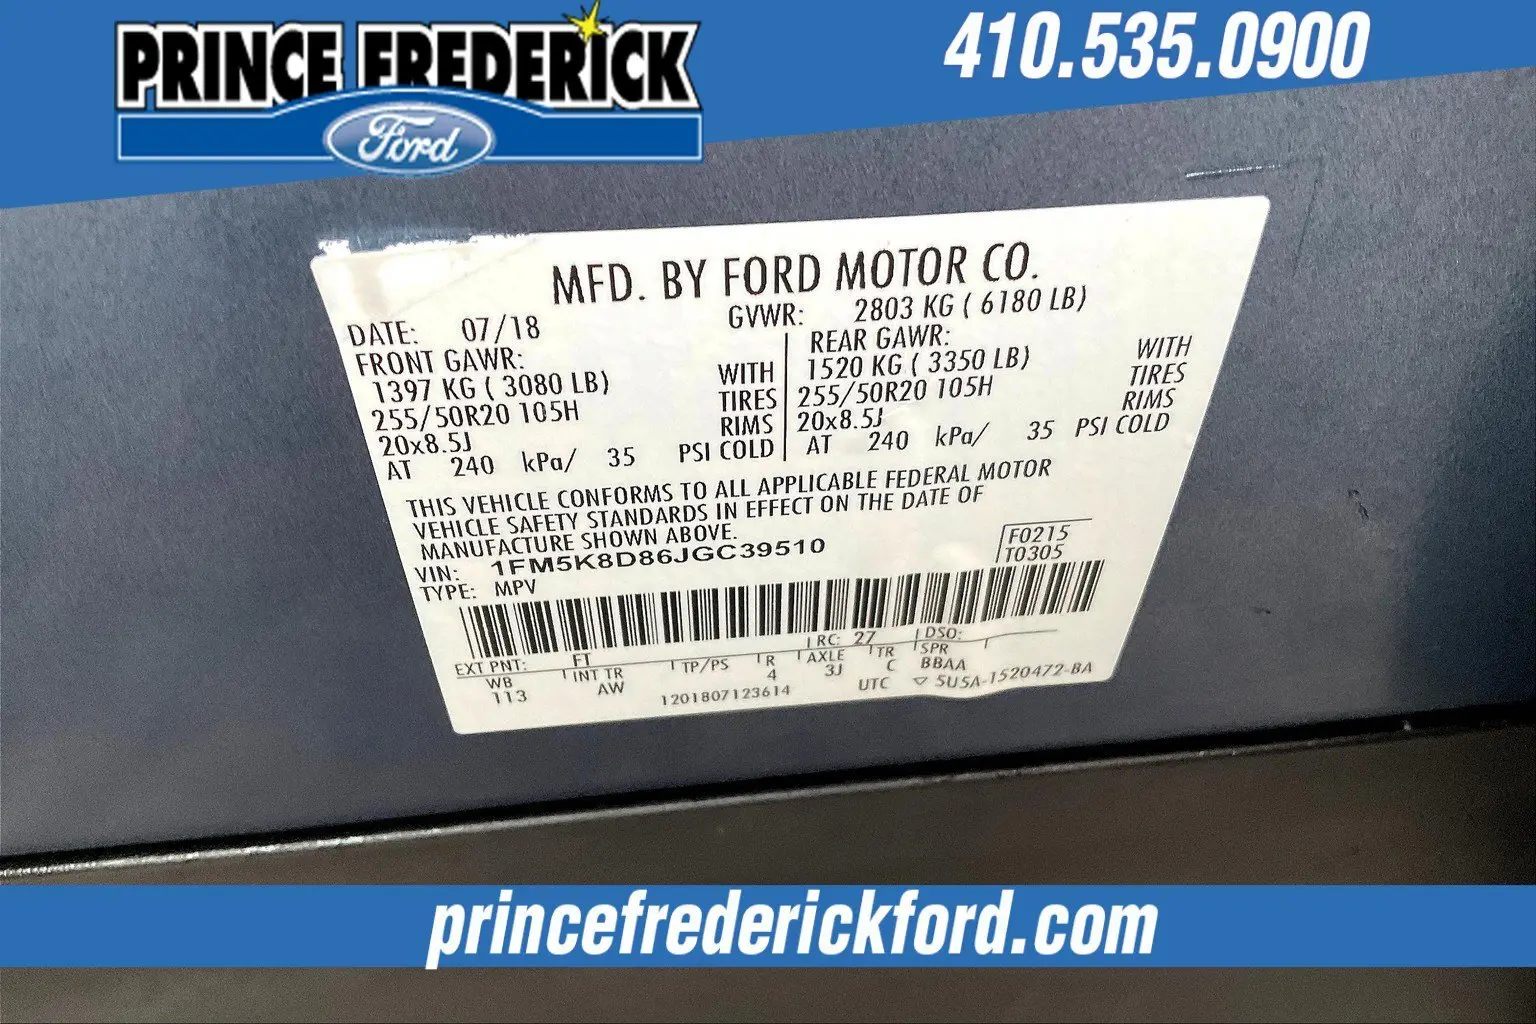 PRINCE FREDERICK
Ford
410.535.0900
MFD. BY FORD MOTOR CO.
DATE: 07/18 GVWR: 2803 KG ( 6180 LB)
FRONT GAWR:
1397 KG ( 3080 LB) WITH
255/50R20 105H TIRES
20x8.5J RIMS
AT 240 kPa/ 35 PSI COLD
REAR GAWR:
1520 KG ( 3350 LB) WITH
255/50R20 105H TIRES
20x8.5J RIMS
AT 240 kPa/ 35 PSI COLD
THIS VEHICLE CONFORMS TO ALL APPLICABLE FEDERAL MOTOR
VEHICLE SAFETY STANDARDS IN EFFECT ON THE DATE OF
MANUFACTURE SHOWN ABOVE.
VIN: 1FM5K8D86JGC39510
TYPE: MPV
F0215
T0305
EXT PNT: FT RC: 27 DSO:
WB INT TR TP/PS R AXLE TR SPR
113 AW 4 3J C BBAA
1201807123614 UTC ▽ 5U5A-1520472-BA
princefrederickford.com